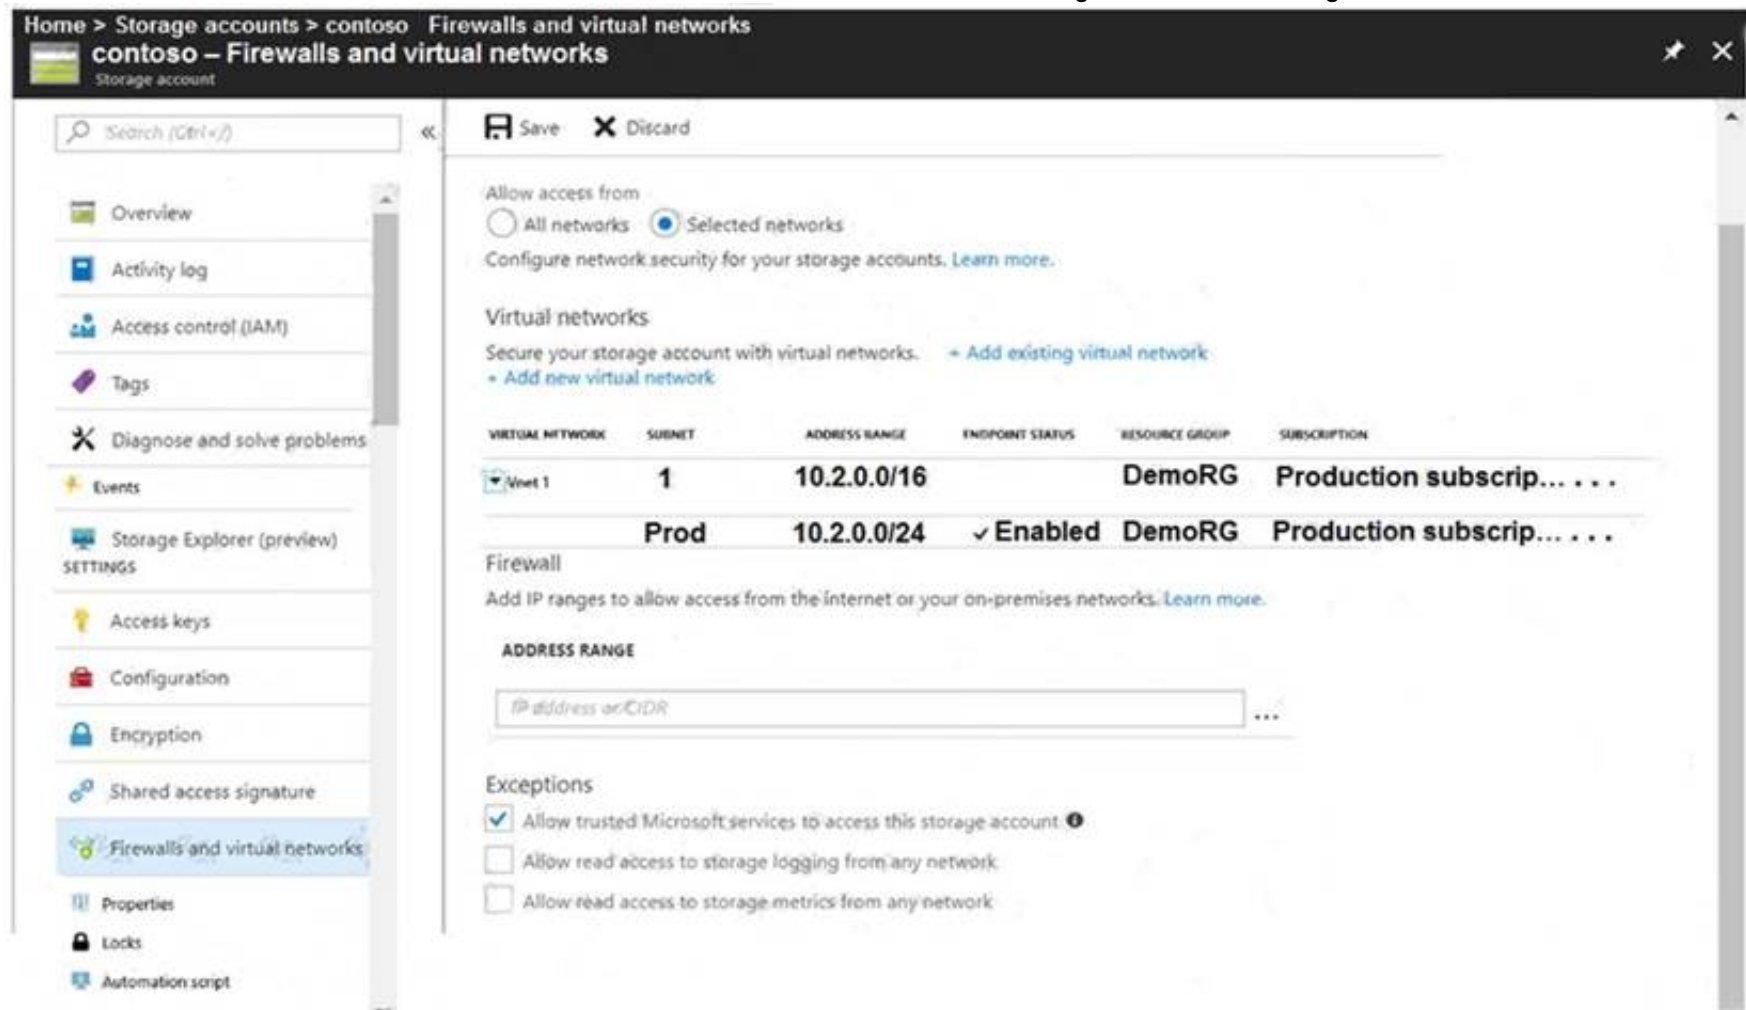 Home > Storage accounts > contoso Firewalls and virtual networks
contoso – Firewalls and virtual networks
Storage account
Search (Ctrl+/)
«
Overview
Activity log
Access control (IAM)
Tags
Diagnose and solve problems
Events
Storage Explorer (preview)
SETTINGS
Access keys
Configuration
Encryption
Shared access signature
Firewalls and virtual networks
Properties
Locks
Automation script
Save Discard
Allow access from
All networks Selected networks
Configure network security for your storage accounts. Learn more.
Virtual networks
Secure your storage account with virtual networks. + Add existing virtual network
+ Add new virtual network
VIRTUAL NETWORK SUBNET ADDRESS RANGE ENDPOINT STATUS RESOURCE GROUP SUBSCRIPTION
Vnet 1 1 10.2.0.0/16 DemoRG Production subscrip... ...
Prod 10.2.0.0/24 ✓ Enabled DemoRG Production subscrip... ...
Firewall
Add IP ranges to allow access from the internet or your on-premises networks. Learn more.
ADDRESS RANGE
IP address or CIDR
...
Exceptions
Allow trusted Microsoft services to access this storage account
Allow read access to storage logging from any network
Allow read access to storage metrics from any network